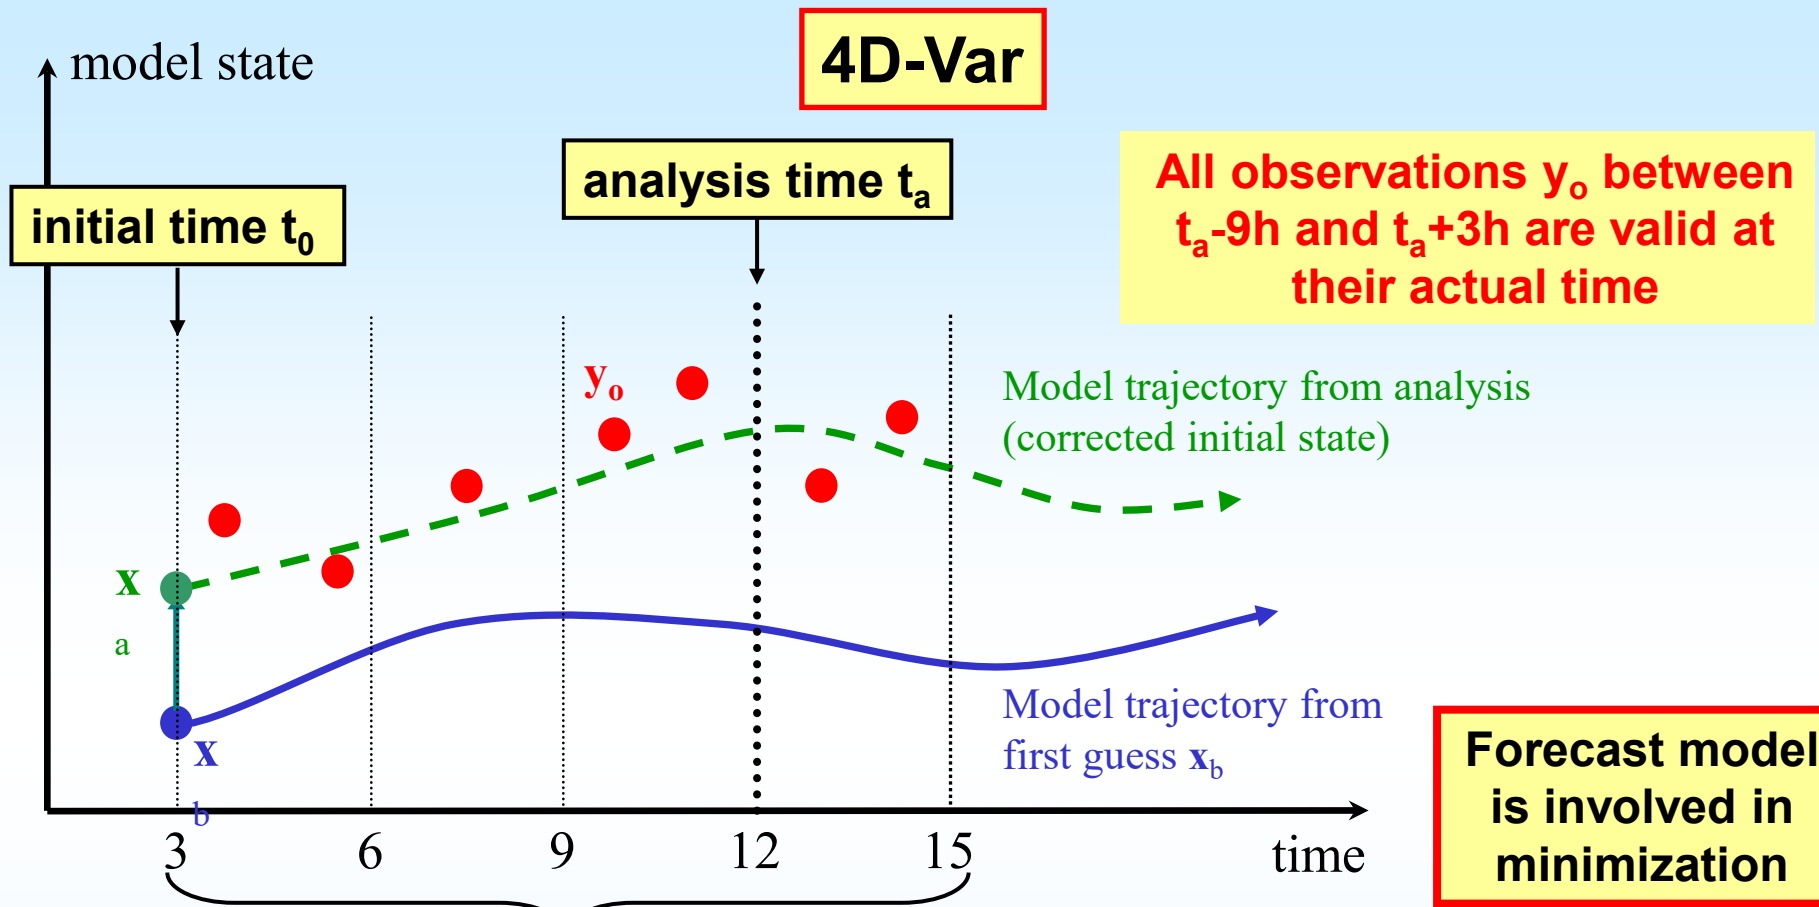 4D-Var
model state
initial time t0
analysis time ta
All observations yo between
ta-9h and ta+3h are valid at
their actual time
yo
Model trajectory from analysis
(corrected initial state)
x
a
x
b
Model trajectory from
first guess xb
Forecast model
is involved in
minimization
3 6 9 12 15 time